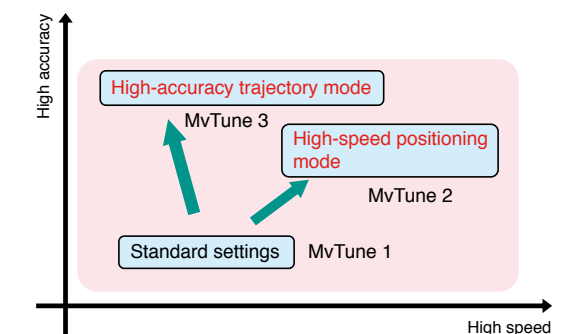 High accuracy
High-accuracy trajectory mode
MvTune 3
High-speed positioning
mode
MvTune 2
Standard settings
MvTune 1
High speed